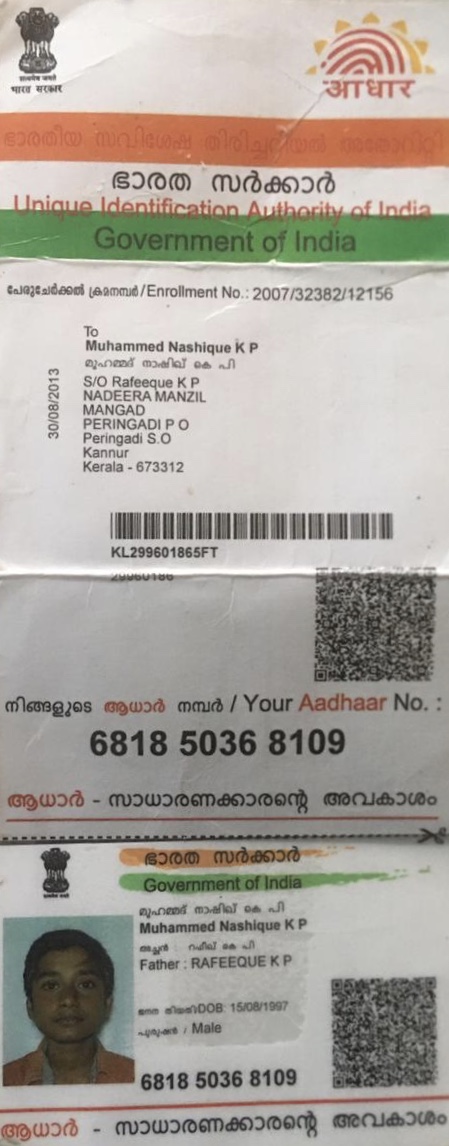 भारत सरकार
आधार
ഭാരതീയ സവിശേഷ തിരിച്ചറിയൽ അതോറിറ്റി
ഭാരത സർക്കാർ
Unique Identification Authority of India
Government of India
പേരുചേർക്കൽ ക്രമനമ്പർ/Enrollment No.: 2007/32382/12156
To
Muhammed Nashique K P
മുഹമ്മദ് നാഷിഖ് കെ പി
S/O Rafeeque K P
NADEERA MANZIL
MANGAD
PERINGADI P O
Peringadi S.O
Kannur
Kerala - 673312
30/08/2013
KL299601865FT
നിങ്ങളുടെ ആധാർ നമ്പർ / Your Aadhaar No. :
6818 5036 8109
ആധാർ - സാധാരണക്കാരന്റെ അവകാശം
ഭാരത സർക്കാർ
Government of India
മുഹമ്മദ് നാഷിഖ് കെ പി
Muhammed Nashique K P
അച്ഛൻ : റഫീഖ് കെ പി
Father : RAFEEQUE K P
ജനന തിയതി/DOB: 15/08/1997
പുരുഷൻ / Male
6818 5036 8109
ആധാർ - സാധാരണക്കാരന്റെ അവകാശം